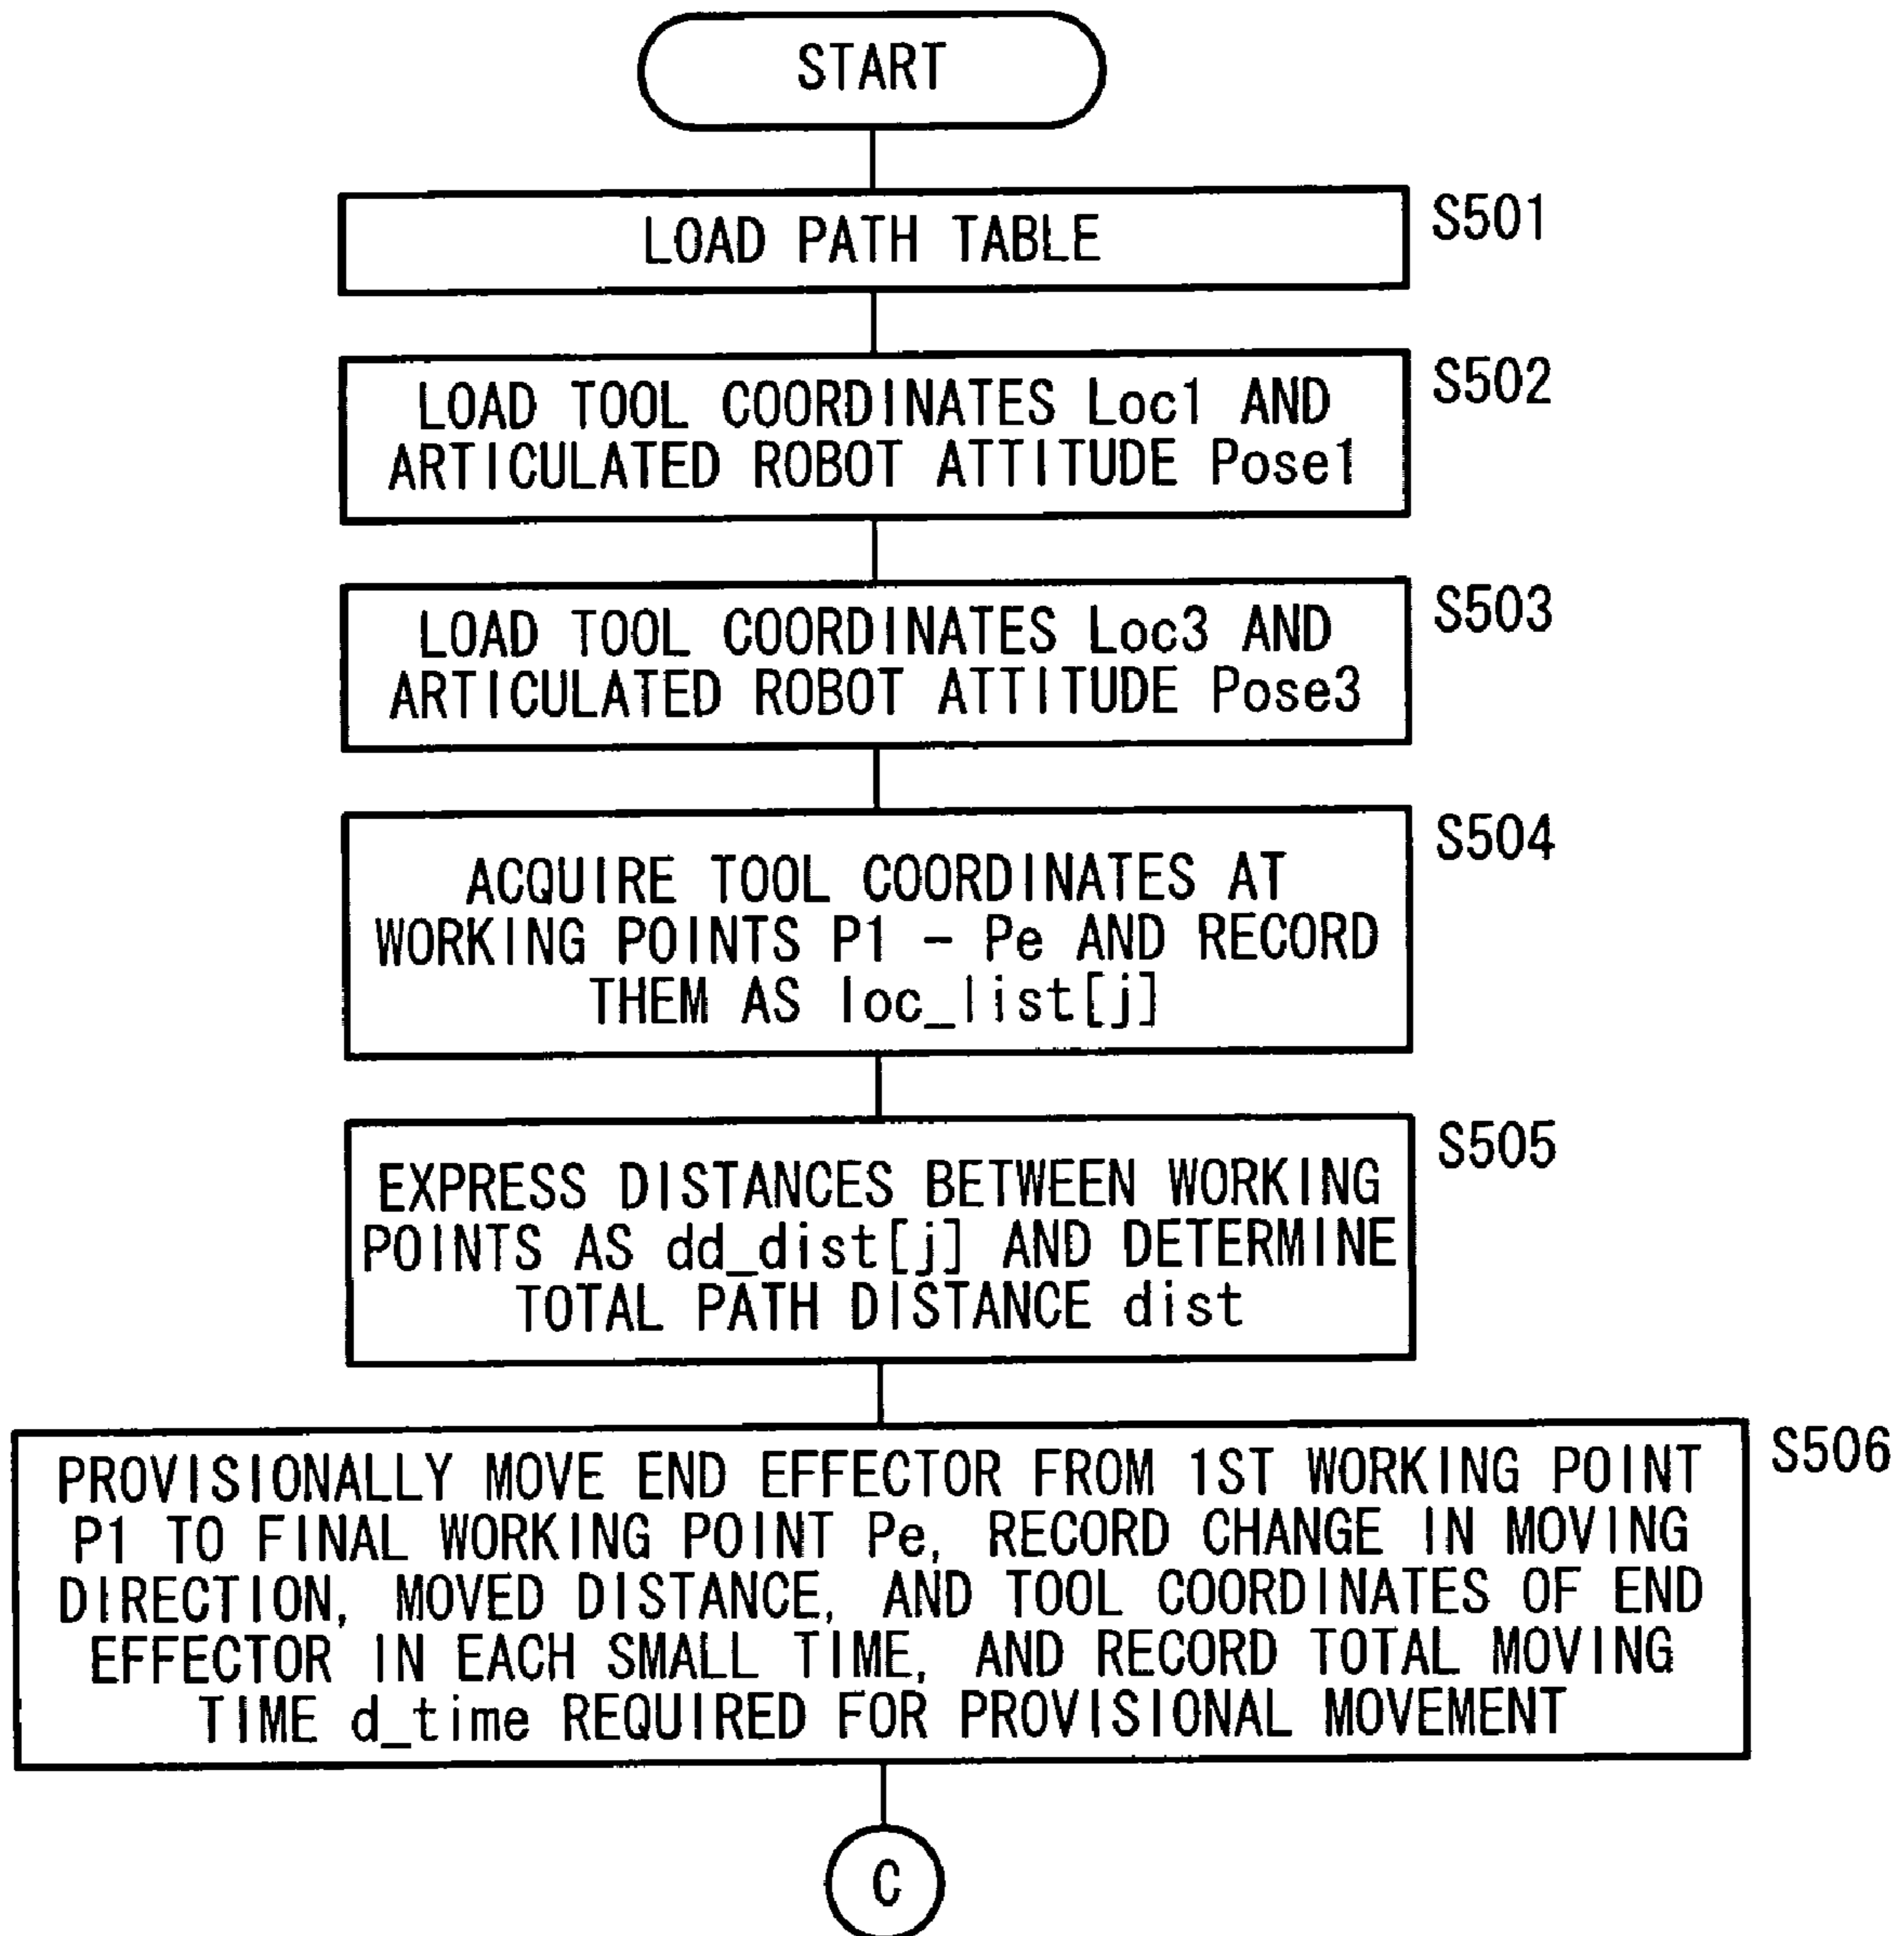 START
LOAD PATH TABLE
S501
LOAD TOOL COORDINATES Loc1 AND
ARTICULATED ROBOT ATTITUDE Pose1
S502
LOAD TOOL COORDINATES Loc3 AND
ARTICULATED ROBOT ATTITUDE Pose3
S503
ACQUIRE TOOL COORDINATES AT
WORKING POINTS P1 - Pe AND RECORD
THEM AS loc_list[j]
S504
EXPRESS DISTANCES BETWEEN WORKING
POINTS AS dd_dist[j] AND DETERMINE
TOTAL PATH DISTANCE dist
S505
PROVISIONALLY MOVE END EFFECTOR FROM 1ST WORKING POINT
P1 TO FINAL WORKING POINT Pe, RECORD CHANGE IN MOVING
DIRECTION, MOVED DISTANCE, AND TOOL COORDINATES OF END
EFFECTOR IN EACH SMALL TIME, AND RECORD TOTAL MOVING
TIME d_time REQUIRED FOR PROVISIONAL MOVEMENT
S506
C